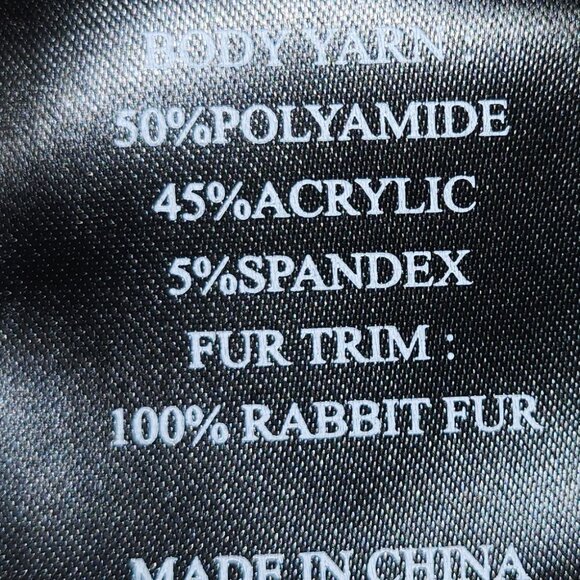 BODY YARN :
50%POLYAMIDE
45%ACRYLIC
5%SPANDEX
FUR TRIM :
100% RABBIT FUR
MADE IN CHINA